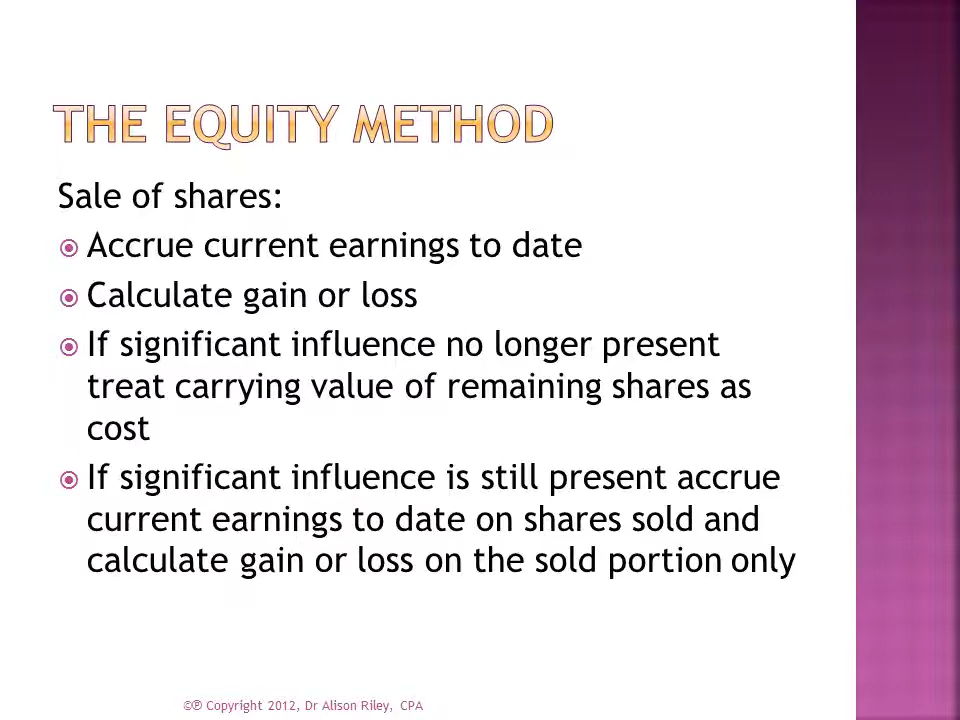 THE EQUITY METHOD
Sale of shares:
Accrue current earnings to date
Calculate gain or loss
If significant influence no longer present
treat carrying value of remaining shares as
cost
If significant influence is still present accrue
current earnings to date on shares sold and
calculate gain or loss on the sold portion only
©℗ Copyright 2012, Dr Alison Riley, CPA